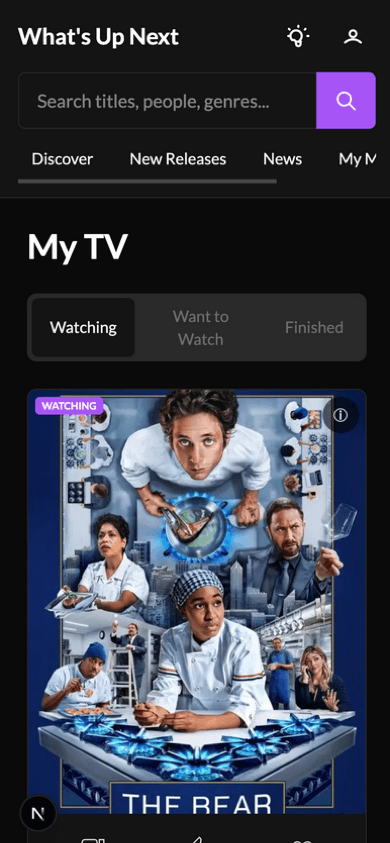 What's Up Next
Search titles, people, genres...
Discover New Releases News My M
My TV
Watching Want to Watch Finished
WATCHING
THE BEAR
N